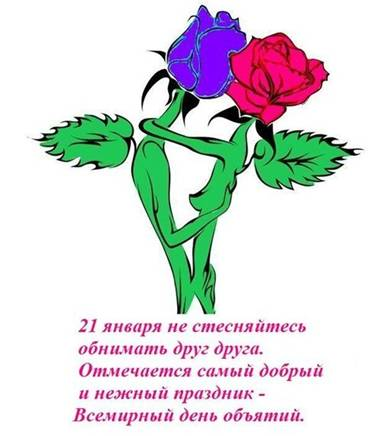 21 января не стесняйтесь
обнимать друг друга.
Отмечается самый добрый
и нежный праздник -
Всемирный день объятий.